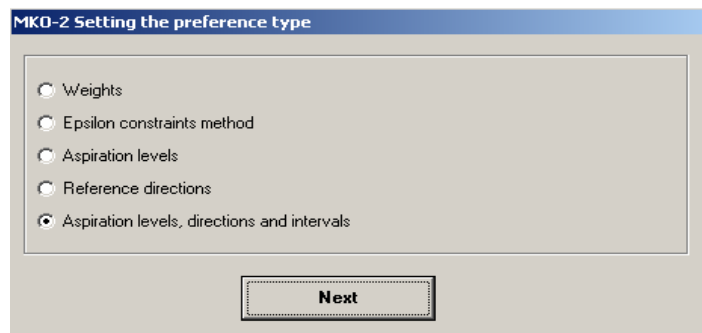 MKO-2 Setting the preference type
Weights
Epsilon constraints method
Aspiration levels
Reference directions
Aspiration levels, directions and intervals
Next